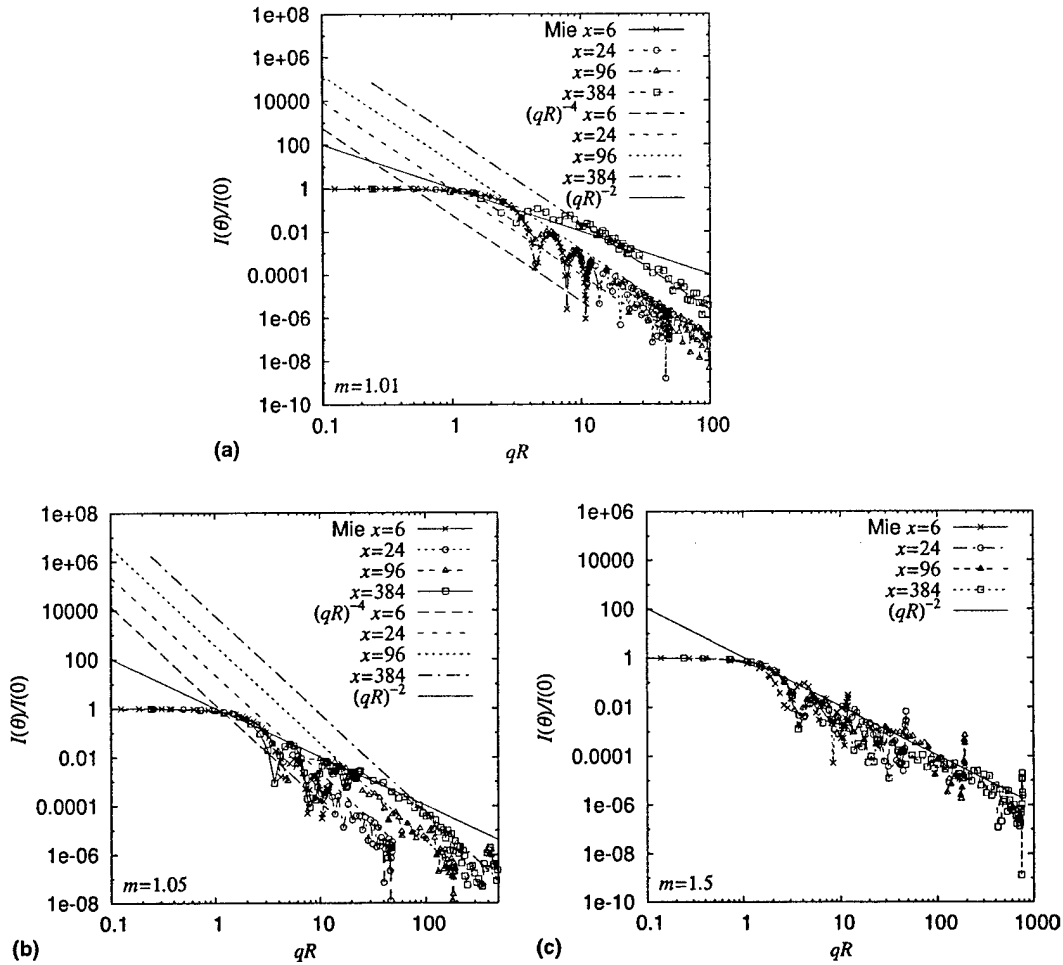 1e+08
1e+06
10000
100
1
0.01
0.0001
1e-06
1e-08
1e-10
I(θ)/I(0)
Mie x=6
x=24
x=96
x=384
(qR)⁻⁴ x=6
x=24
x=96
x=384
(qR)⁻²
m=1.01
0.1
1
10
100
(a)
qR
1e+08
1e+06
10000
100
1
0.01
0.0001
1e-06
1e-08
I(θ)/I(0)
Mie x=6
x=24
x=96
x=384
(qR)⁻⁴ x=6
x=24
x=96
x=384
(qR)⁻²
m=1.05
0.1
1
10
100
(b)
qR
1e+06
10000
100
1
0.01
0.0001
1e-06
1e-08
1e-10
I(θ)/I(0)
Mie x=6
x=24
x=96
x=384
(qR)⁻²
m=1.5
0.1
1
10
100
1000
(c)
qR